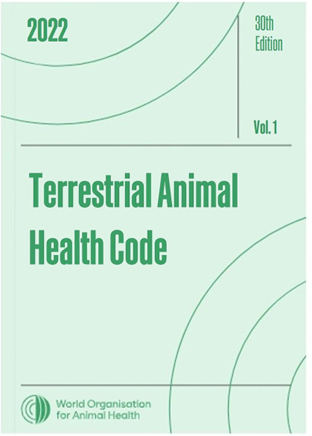 2022
30th
Edition
Vol. 1
Terrestrial Animal
Health Code
World Organisation
for Animal Health